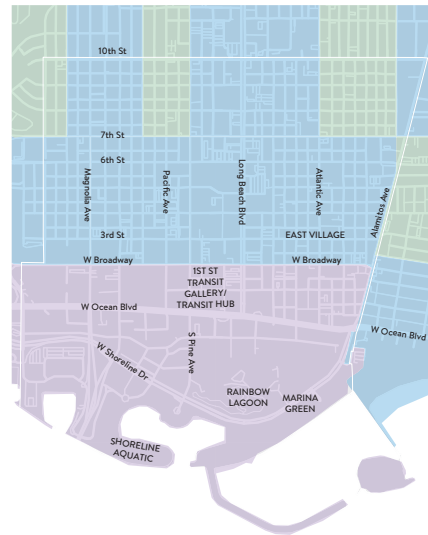 10th St
7th St
6th St
Magnolia Ave
Pacific Ave
Long Beach Blvd
Atlantic Ave
Alamitos Ave
3rd St
EAST VILLAGE
W Broadway
W Broadway
1ST ST
TRANSIT
GALLERY/
TRANSIT HUB
W Ocean Blvd
W Ocean Blvd
S Pine Ave
W Shoreline Dr
RAINBOW
LAGOON
MARINA
GREEN
SHORELINE
AQUATIC